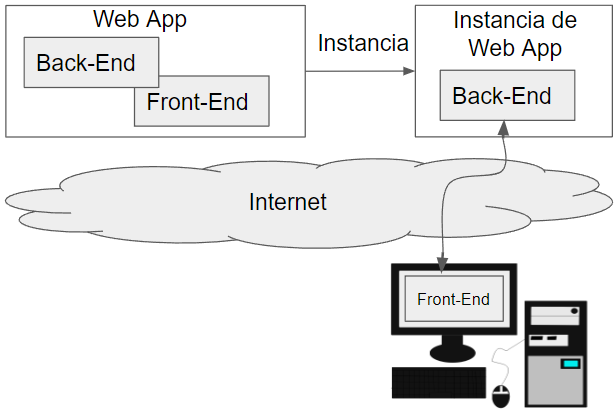 Web App
Back-End
Front-End
Instancia
Instancia de
Web App
Back-End
Internet
Front-End